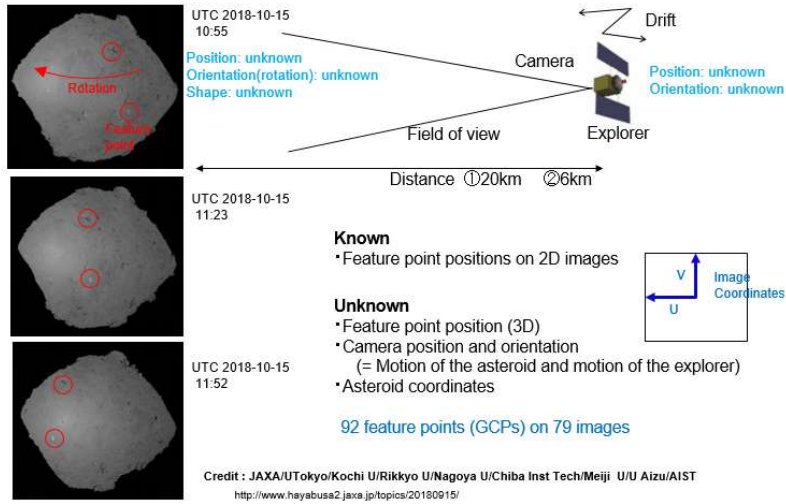 UTC 2018-10-15
10:55
Position: unknown
Orientation(rotation): unknown
Shape: unknown
Rotation
Feature
point
Drift
Camera
Position: unknown
Orientation: unknown
Explorer
Field of view
Distance ①20km ②6km
UTC 2018-10-15
11:23
Known
・Feature point positions on 2D images
Unknown
・Feature point position (3D)
・Camera position and orientation
(= Motion of the asteroid and motion of the explorer)
・Asteroid coordinates
V
U
Image
Coordinates
UTC 2018-10-15
11:52
92 feature points (GCPs) on 79 images
Credit : JAXA/UTokyo/Kochi U/Rikkyo U/Nagoya U/Chiba Inst Tech/Meiji U/U Aizu/AIST
http://www.hayabusa2.jaxa.jp/topics/20180915/